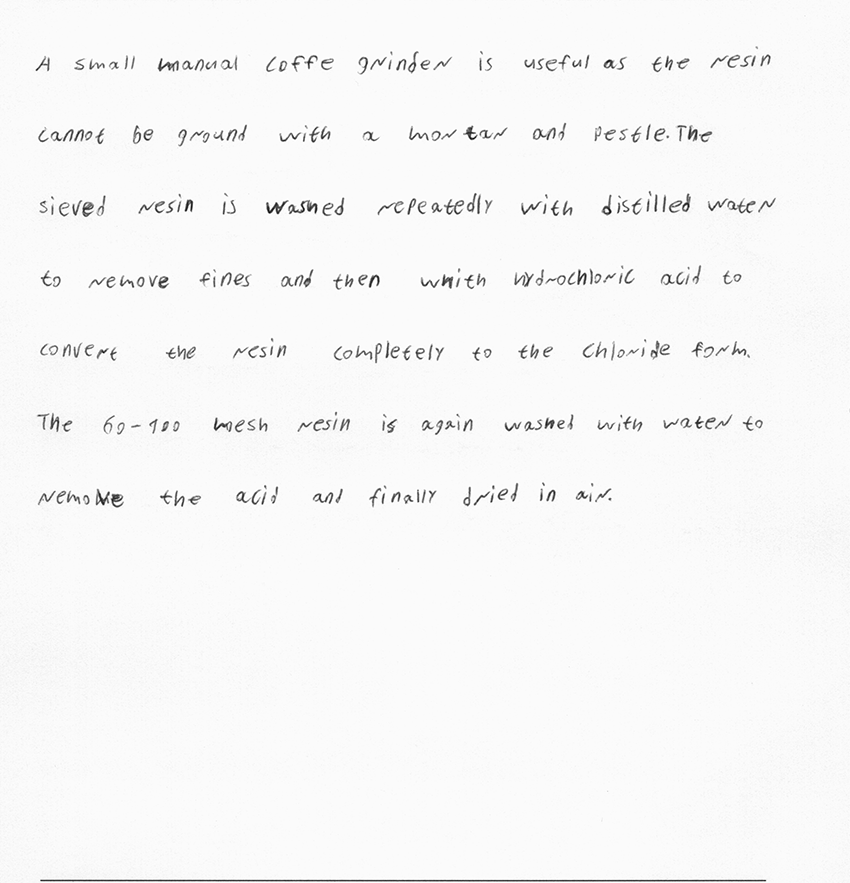 A small manual coffe grinder is useful as the resin
cannot be ground with a mortar and pestle. The
sieved resin is washed repeatedly with distilled water
to remove fines and then whith hydrochloric acid to
convert the resin completely to the chloride form.
The 60-100 mesh resin is again washed with water to
remove the acid and finally dried in air.